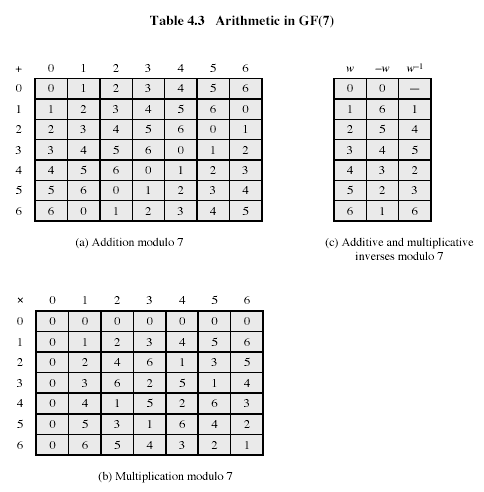 Table 4.3 Arithmetic in GF(7)
+ 0 1 2 3 4 5 6
0 0 1 2 3 4 5 6
1 1 2 3 4 5 6 0
2 2 3 4 5 6 0 1
3 3 4 5 6 0 1 2
4 4 5 6 0 1 2 3
5 5 6 0 1 2 3 4
6 6 0 1 2 3 4 5
(a) Addition modulo 7
w −w w⁻¹
0 0 —
1 6 1
2 5 4
3 4 5
4 3 2
5 2 3
6 1 6
(c) Additive and multiplicative
inverses modulo 7
× 0 1 2 3 4 5 6
0 0 0 0 0 0 0 0
1 0 1 2 3 4 5 6
2 0 2 4 6 1 3 5
3 0 3 6 2 5 1 4
4 0 4 1 5 2 6 3
5 0 5 3 1 6 4 2
6 0 6 5 4 3 2 1
(b) Multiplication modulo 7